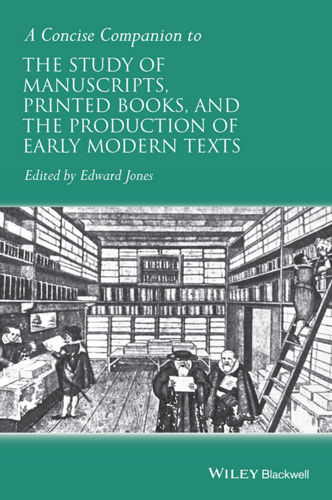 A Concise Companion to
THE STUDY OF
MANUSCRIPTS,
PRINTED BOOKS, AND
THE PRODUCTION OF
EARLY MODERN TEXTS
Edited by Edward Jones
WILEY Blackwell